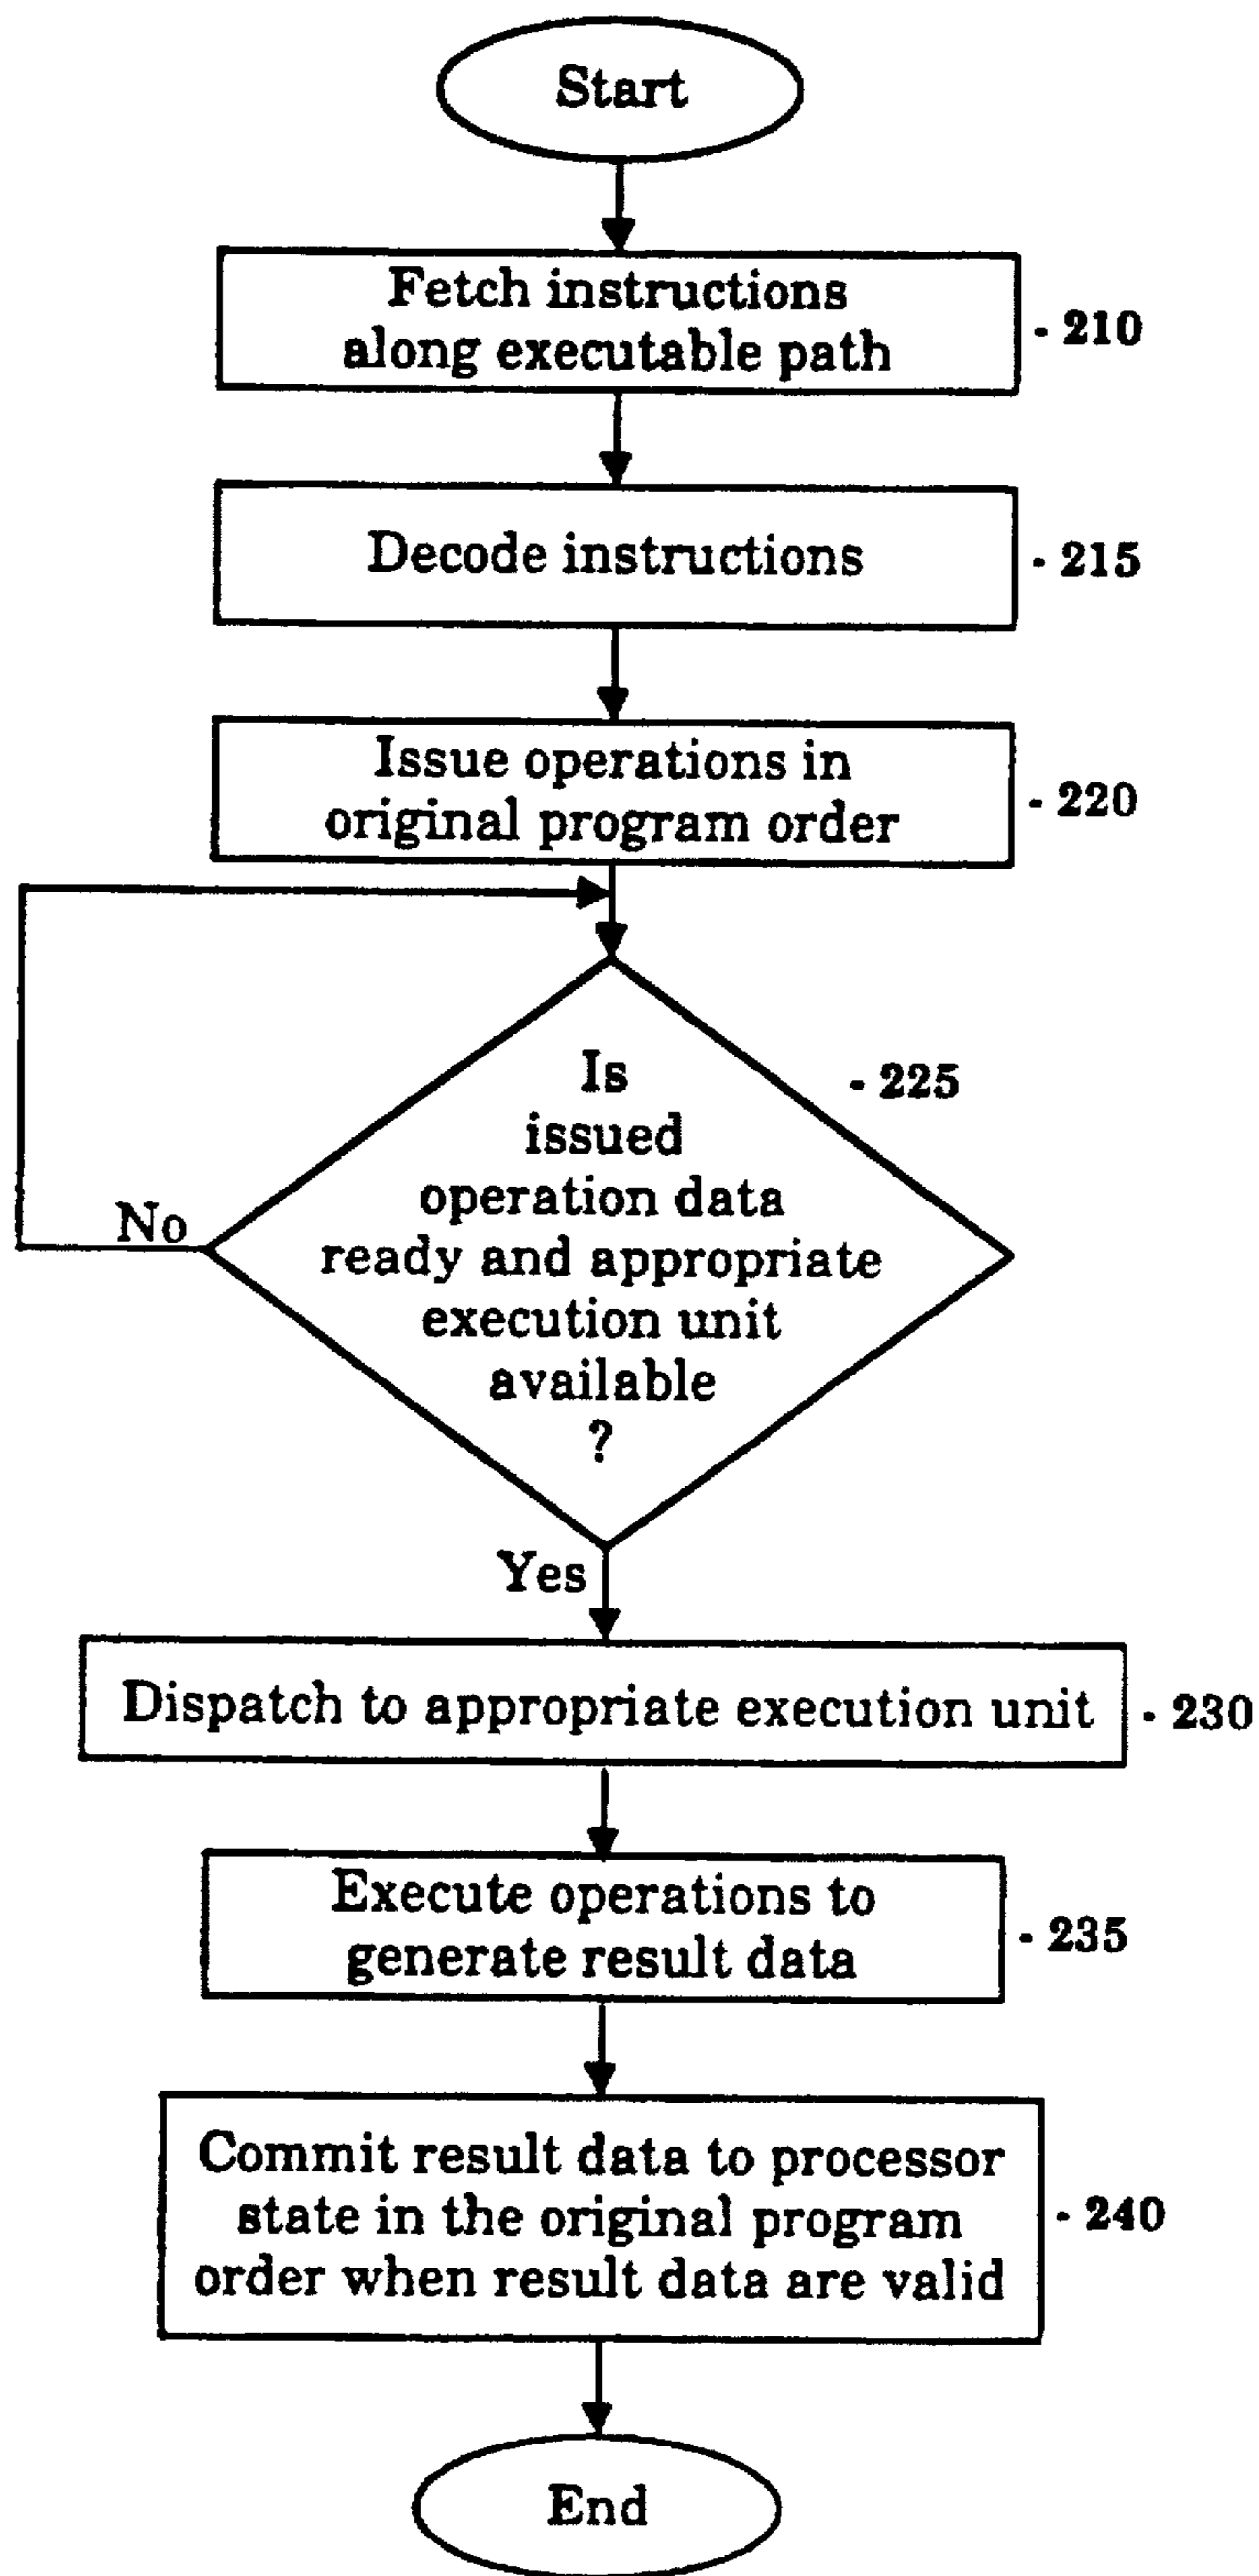 Start
Fetch instructions
along executable path
- 210
Decode instructions
- 215
Issue operations in
original program order
- 220
Is
issued
operation data
ready and appropriate
execution unit
available
?
- 225
No
Yes
Dispatch to appropriate execution unit
- 230
Execute operations to
generate result data
- 235
Commit result data to processor
state in the original program
order when result data are valid
- 240
End